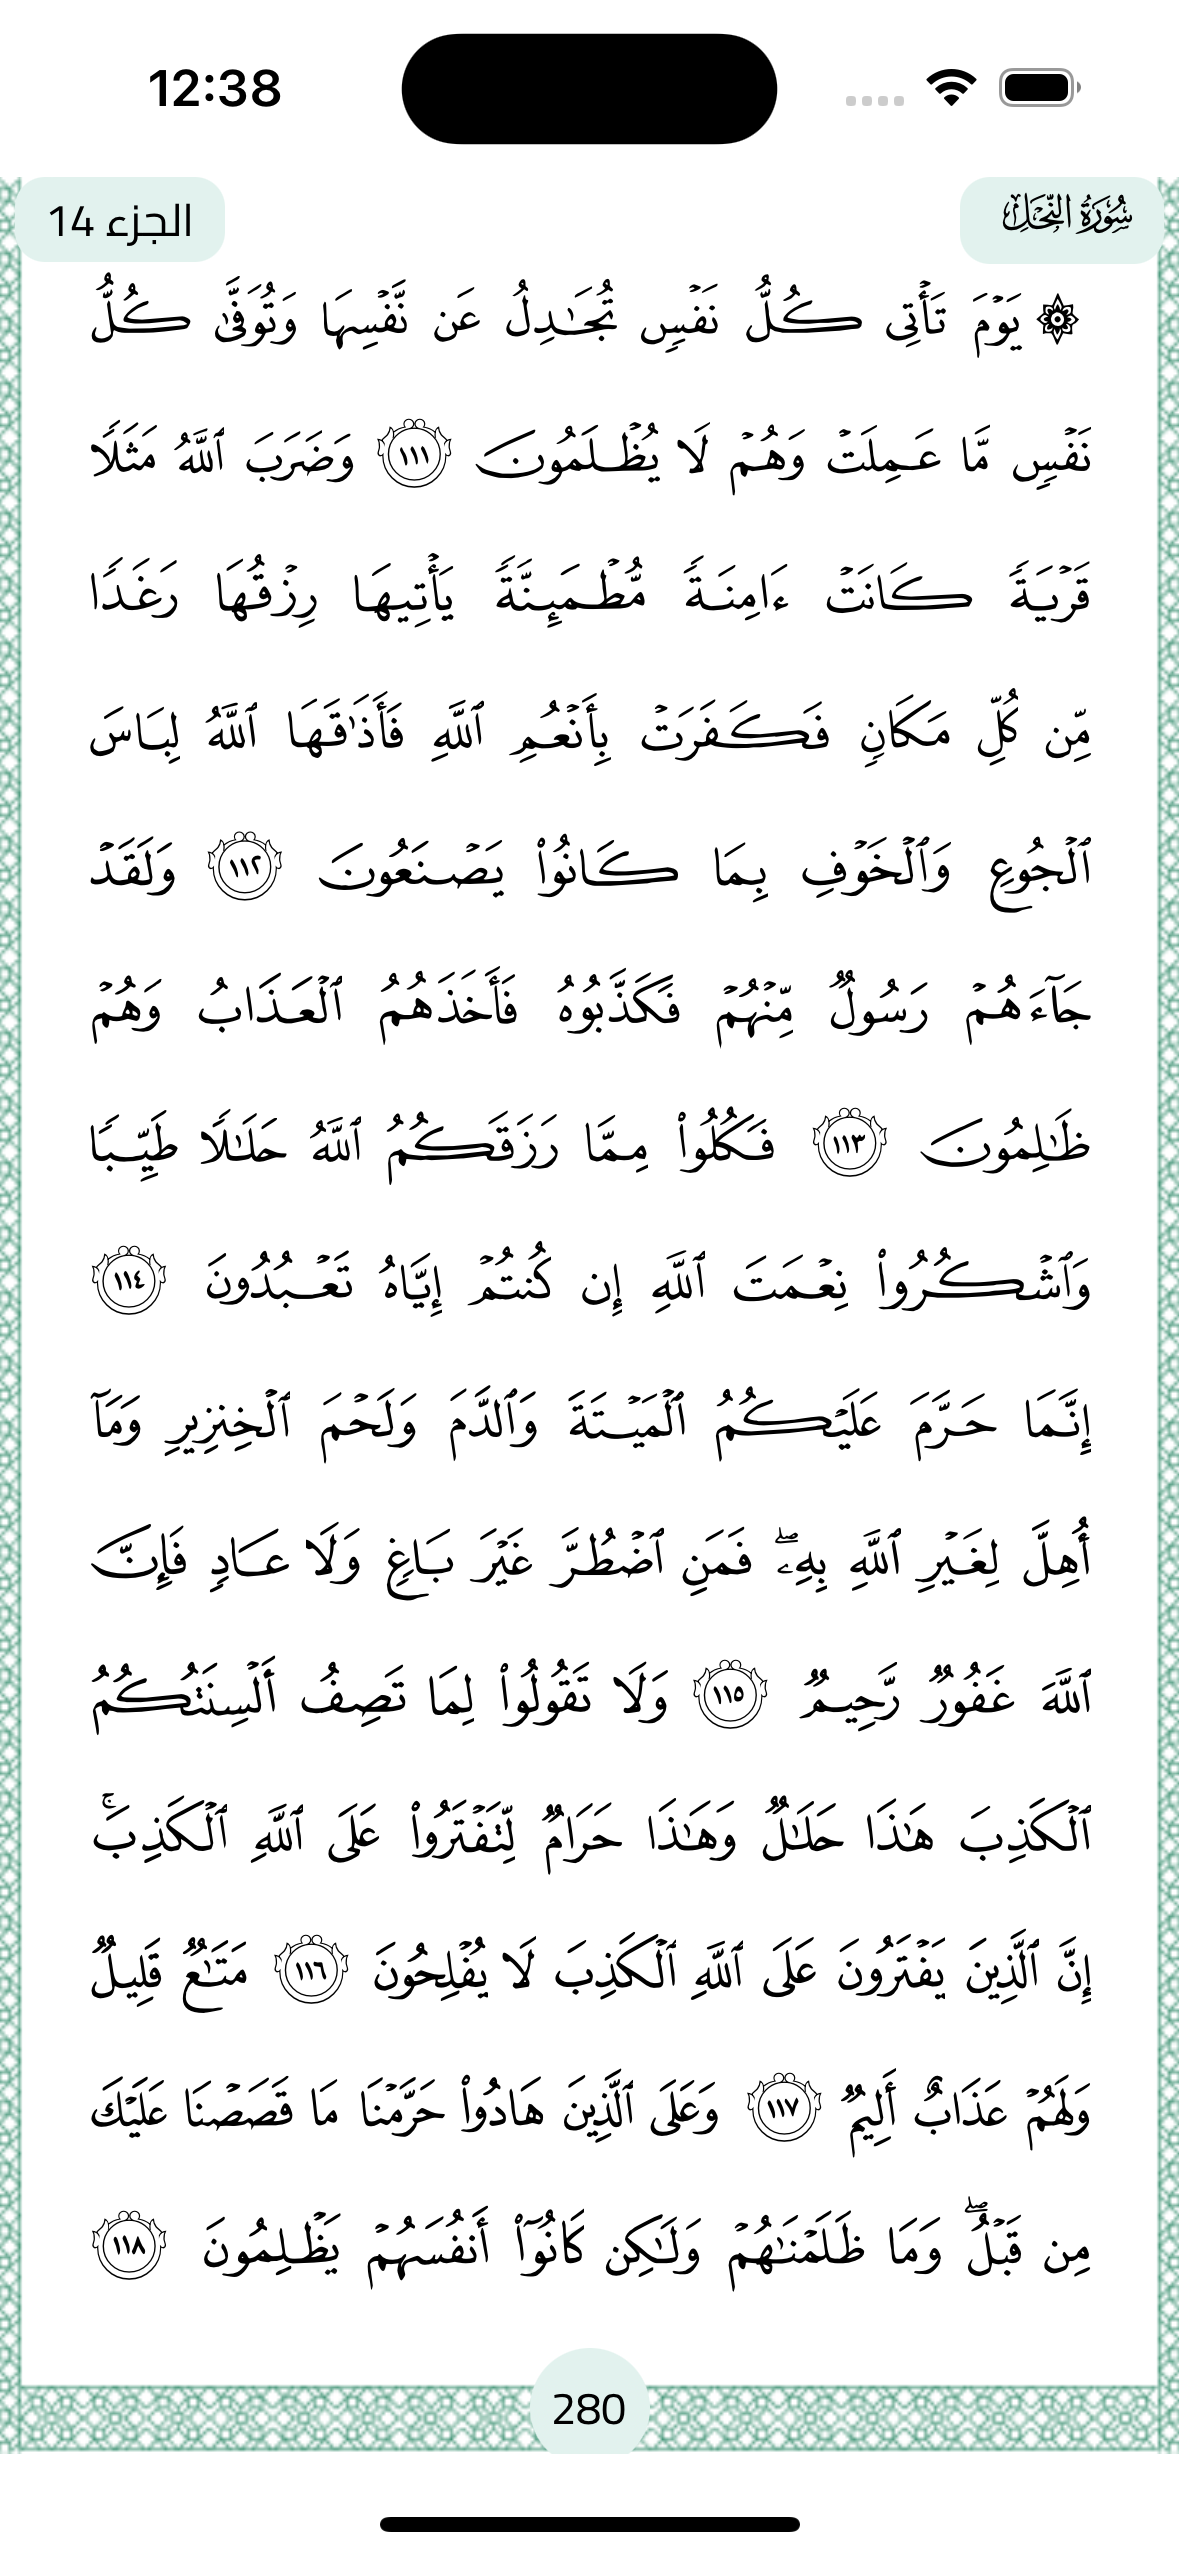 12:38
سُورَةُ النَّحْلِ
الجزء 14
۞ يَوۡمَ تَأۡتِي كُلُّ نَفۡسٖ تُجَٰدِلُ عَن نَّفۡسِهَا وَتُوَفَّىٰ كُلُّ
نَفۡسٖ مَّا عَمِلَتۡ وَهُمۡ لَا يُظۡلَمُونَ ١١١ وَضَرَبَ ٱللَّهُ مَثَلٗا
قَرۡيَةٗ كَانَتۡ ءَامِنَةٗ مُّطۡمَئِنَّةٗ يَأۡتِيهَا رِزۡقُهَا رَغَدٗا
مِّن كُلِّ مَكَانٖ فَكَفَرَتۡ بِأَنۡعُمِ ٱللَّهِ فَأَذَٰقَهَا ٱللَّهُ لِبَاسَ
ٱلۡجُوعِ وَٱلۡخَوۡفِ بِمَا كَانُواْ يَصۡنَعُونَ ١١٢ وَلَقَدۡ
جَآءَهُمۡ رَسُولٞ مِّنۡهُمۡ فَكَذَّبُوهُ فَأَخَذَهُمُ ٱلۡعَذَابُ وَهُمۡ
ظَٰلِمُونَ ١١٣ فَكُلُواْ مِمَّا رَزَقَكُمُ ٱللَّهُ حَلَٰلٗا طَيِّبٗا
وَٱشۡكُرُواْ نِعۡمَتَ ٱللَّهِ إِن كُنتُمۡ إِيَّاهُ تَعۡبُدُونَ ١١٤
إِنَّمَا حَرَّمَ عَلَيۡكُمُ ٱلۡمَيۡتَةَ وَٱلدَّمَ وَلَحۡمَ ٱلۡخِنزِيرِ وَمَآ
أُهِلَّ لِغَيۡرِ ٱللَّهِ بِهِۦۖ فَمَنِ ٱضۡطُرَّ غَيۡرَ بَاغٖ وَلَا عَادٖ فَإِنَّ
ٱللَّهَ غَفُورٞ رَّحِيمٞ ١١٥ وَلَا تَقُولُواْ لِمَا تَصِفُ أَلۡسِنَتُكُمُ
ٱلۡكَذِبَ هَٰذَا حَلَٰلٞ وَهَٰذَا حَرَامٞ لِّتَفۡتَرُواْ عَلَى ٱللَّهِ ٱلۡكَذِبَۚ
إِنَّ ٱلَّذِينَ يَفۡتَرُونَ عَلَى ٱللَّهِ ٱلۡكَذِبَ لَا يُفۡلِحُونَ ١١٦ مَتَٰعٞ قَلِيلٞ
وَلَهُمۡ عَذَابٌ أَلِيمٞ ١١٧ وَعَلَى ٱلَّذِينَ هَادُواْ حَرَّمۡنَا مَا قَصَصۡنَا عَلَيۡكَ
مِن قَبۡلُۖ وَمَا ظَلَمۡنَٰهُمۡ وَلَٰكِن كَانُوٓاْ أَنفُسَهُمۡ يَظۡلِمُونَ ١١٨
280